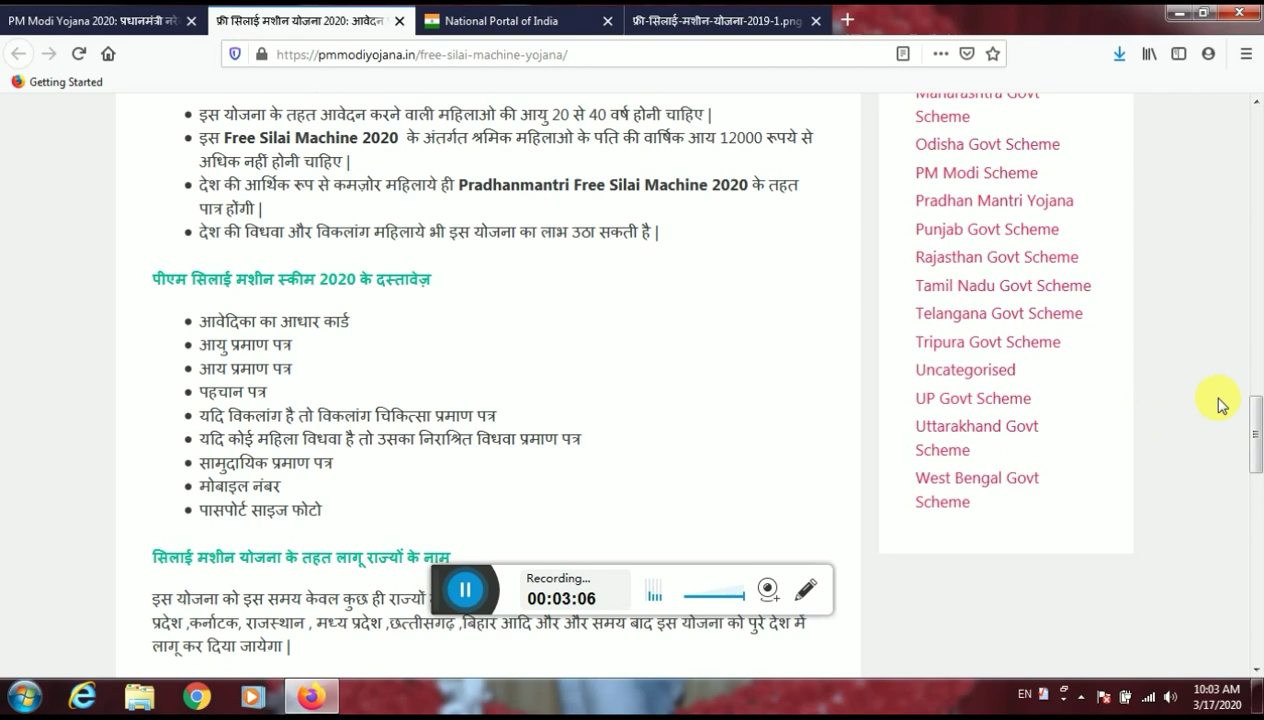 PM Modi Yojana 2020: प्रधानमंत्री नरे
फ्री सिलाई मशीन योजना 2020: आवेदन
National Portal of India
फ्री-सिलाई-मशीन-योजना-2019-1.png
https://pmmodiyojana.in/free-silai-machine-yojana/
Getting Started
इस योजना के तहत आवेदन करने वाली महिलाओ की आयु 20 से 40 वर्ष होनी चाहिए |
इस Free Silai Machine 2020 के अंतर्गत श्रमिक महिलाओ के पति की वार्षिक आय 12000 रूपये से
अधिक नहीं होनी चाहिए |
देश की आर्थिक रूप से कमज़ोर महिलाये ही Pradhanmantri Free Silai Machine 2020 के तहत
पात्र होंगी |
देश की विधवा और विकलांग महिलाये भी इस योजना का लाभ उठा सकती है |
पीएम सिलाई मशीन स्कीम 2020 के दस्तावेज़
आवेदिका का आधार कार्ड
आयु प्रमाण पत्र
आय प्रमाण पत्र
पहचान पत्र
यदि विकलांग है तो विकलांग चिकित्सा प्रमाण पत्र
यदि कोई महिला विधवा है तो उसका निराश्रित विधवा प्रमाण पत्र
सामुदायिक प्रमाण पत्र
मोबाइल नंबर
पासपोर्ट साइज फोटो
सिलाई मशीन योजना के तहत लागू राज्यों के नाम
इस योजना को इस समय केवल कुछ ही राज्यों
प्रदेश ,कर्नाटक, राजस्थान , मध्य प्रदेश ,छत्तीसगढ़ ,बिहार आदि और और समय बाद इस योजना को पुरे देश में
लागू कर दिया जायेगा |
Maharashtra Govt
Scheme
Odisha Govt Scheme
PM Modi Scheme
Pradhan Mantri Yojana
Punjab Govt Scheme
Rajasthan Govt Scheme
Tamil Nadu Govt Scheme
Telangana Govt Scheme
Tripura Govt Scheme
Uncategorised
UP Govt Scheme
Uttarakhand Govt
Scheme
West Bengal Govt
Scheme
Recording...
00:03:06
EN
10:03 AM
3/17/2020